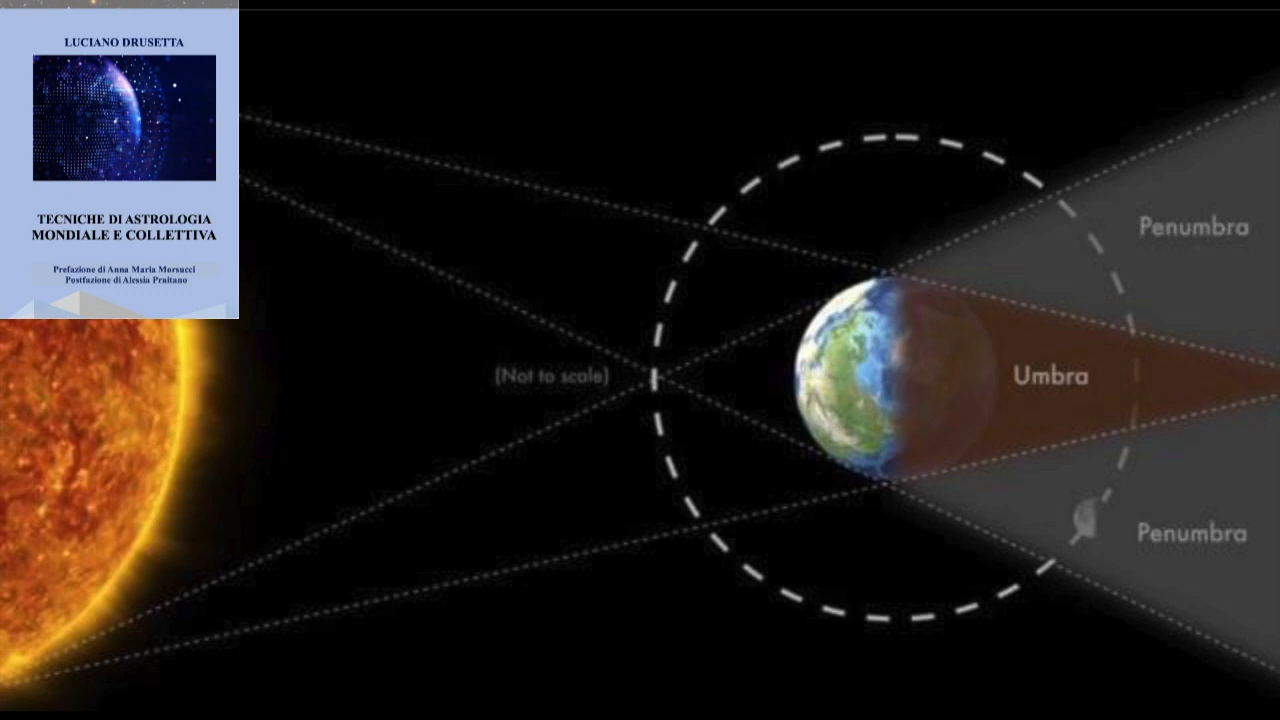 LUCIANO DRUSETTA
TECNICHE DI ASTROLOGIA
MONDIALE E COLLETTIVA
Prefazione di Anna Maria Morsucci
Postfazione di Alessia Praitano
Penumbra
(Not to scale)
Umbra
Penumbra